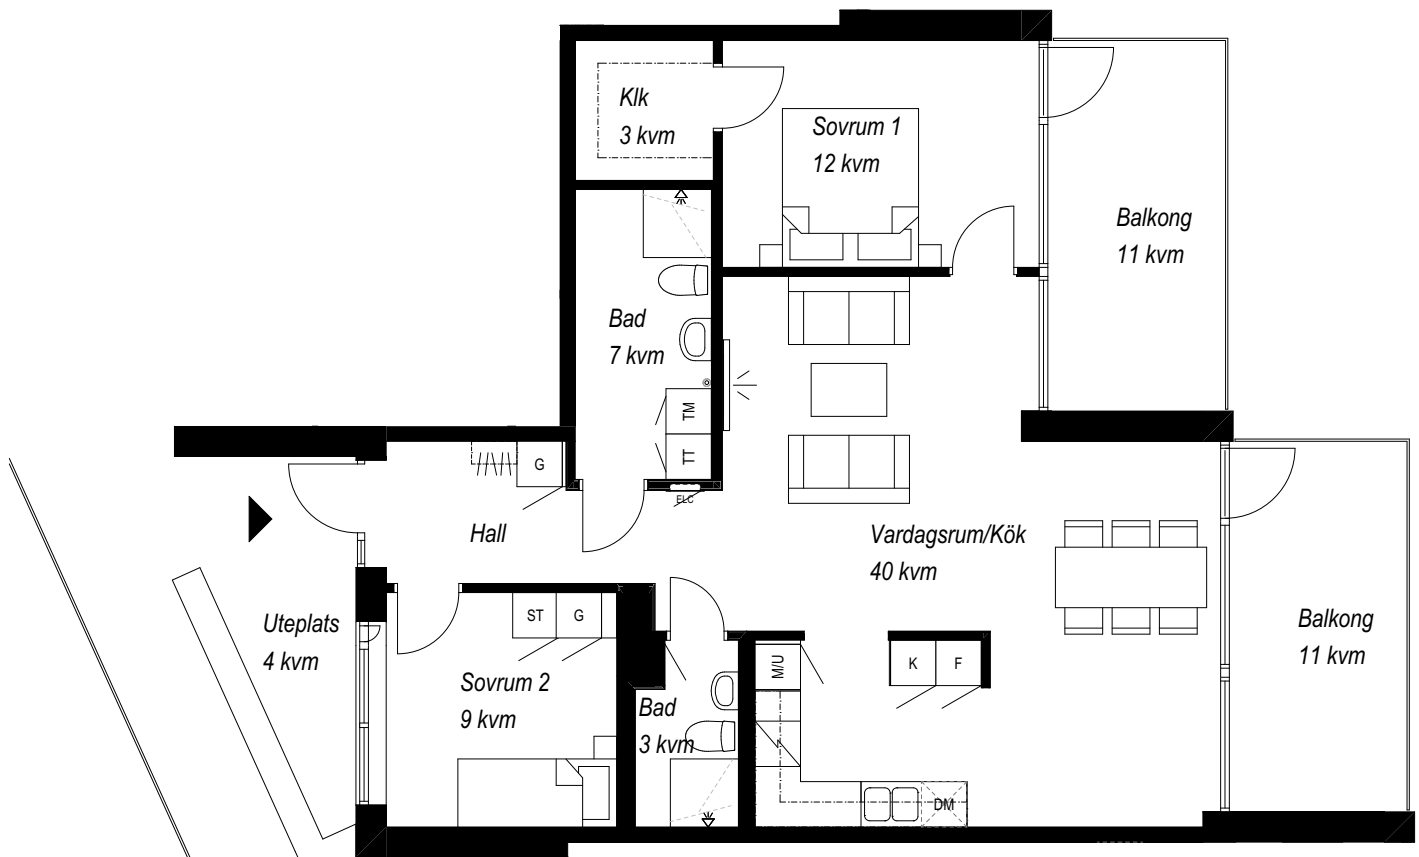 Klk
3 kvm
Sovrum 1
12 kvm
Balkong
11 kvm
Bad
7 kvm
TM
TT
G
ELC
Hall
Vardagsrum/Kök
40 kvm
Uteplats
4 kvm
ST
G
Sovrum 2
9 kvm
Bad
3 kvm
M/U
K
F
DM
Balkong
11 kvm